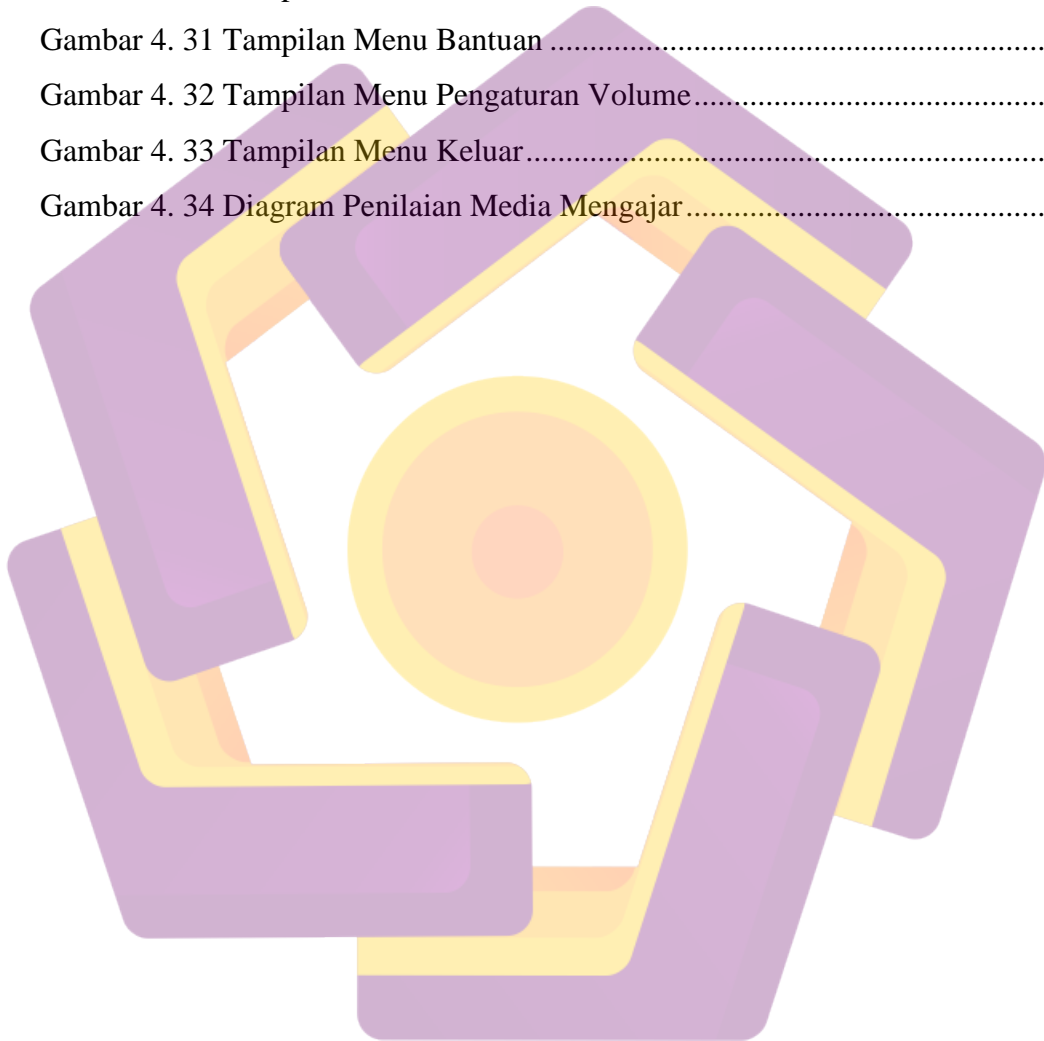 Gambar 4. 31 Tampilan Menu Bantuan ..............................................................
Gambar 4. 32 Tampilan Menu Pengaturan Volume............................................
Gambar 4. 33 Tampilan Menu Keluar.................................................................
Gambar 4. 34 Diagram Penilaian Media Mengajar.............................................